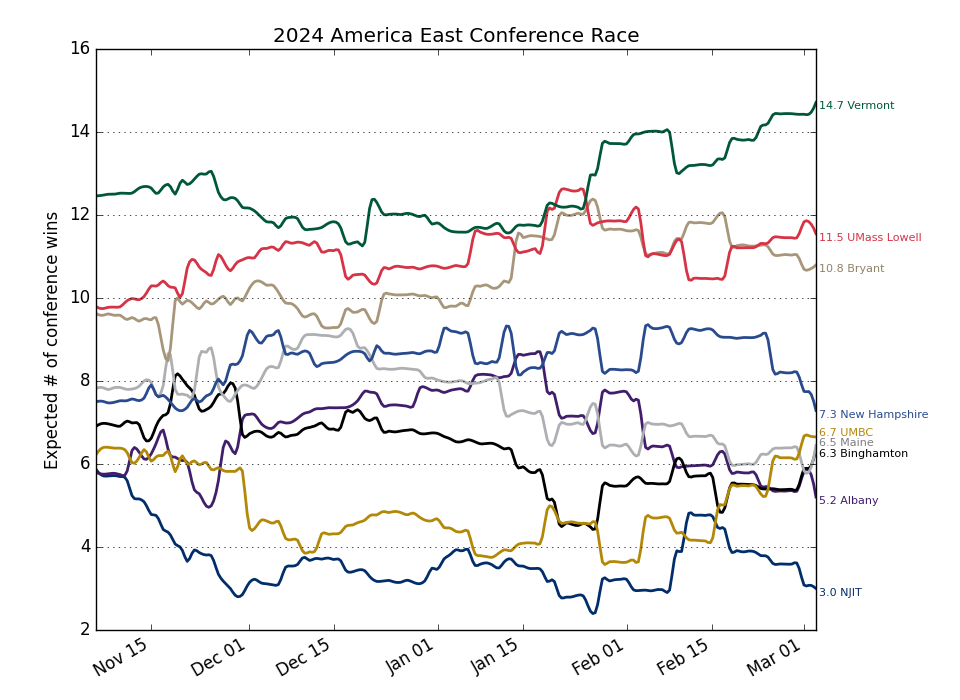 2024 America East Conference Race
Expected # of conference wins
16
14
12
10
8
6
4
2
14.7 Vermont
11.5 UMass Lowell
10.8 Bryant
7.3 New Hampshire
6.7 UMBC
6.5 Maine
6.3 Binghamton
5.2 Albany
3.0 NJIT
Nov 15
Dec 01
Dec 15
Jan 01
Jan 15
Feb 01
Feb 15
Mar 01